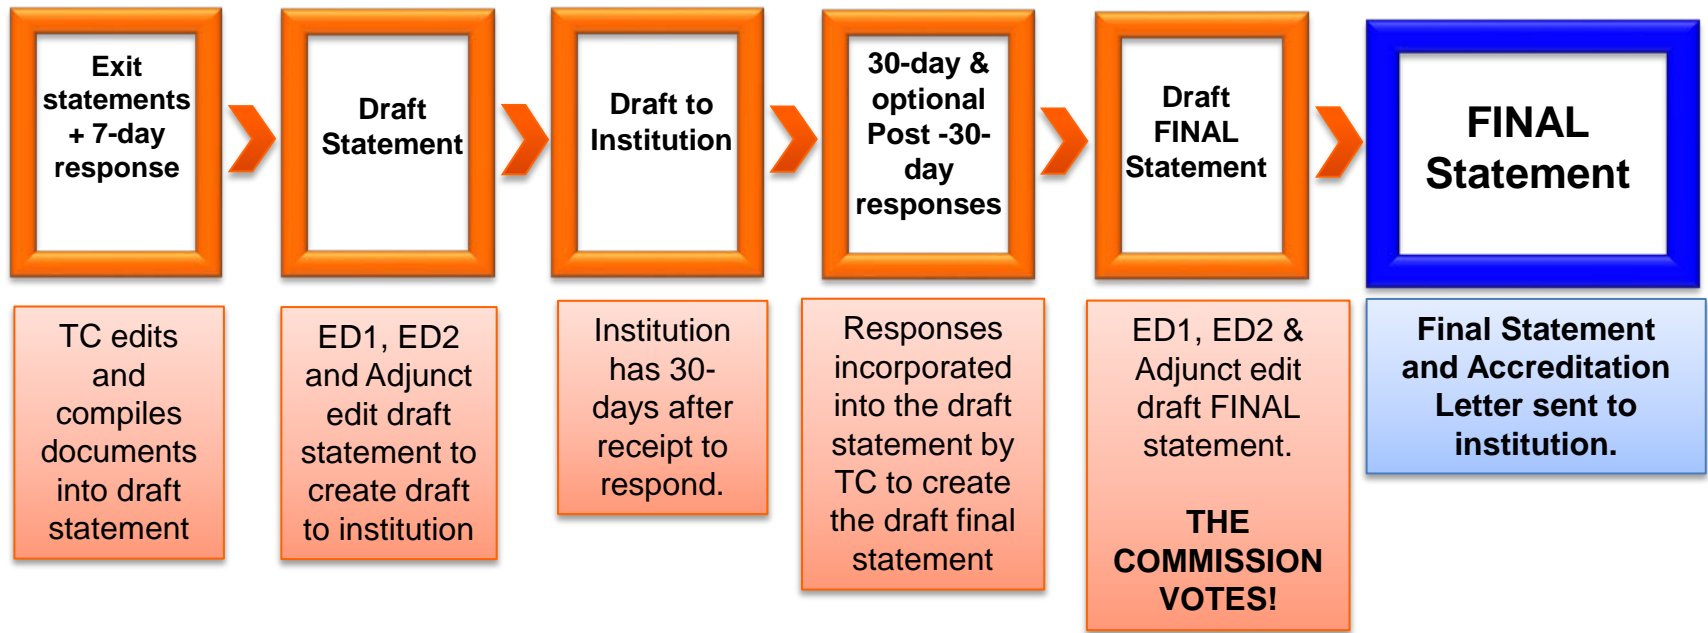 Exit
statements
+ 7-day
response
Draft
Statement
Draft to
Institution
30-day &
optional
Post -30-
day
responses
Draft
FINAL
Statement
FINAL
Statement
TC edits
and
compiles
documents
into draft
statement
ED1, ED2
and Adjunct
edit draft
statement to
create draft
to institution
Institution
has 30-
days after
receipt to
respond.
Responses
incorporated
into the draft
statement by
TC to create
the draft final
statement
ED1, ED2 &
Adjunct edit
draft FINAL
statement.
THE
COMMISSION
VOTES!
Final Statement
and Accreditation
Letter sent to
institution.